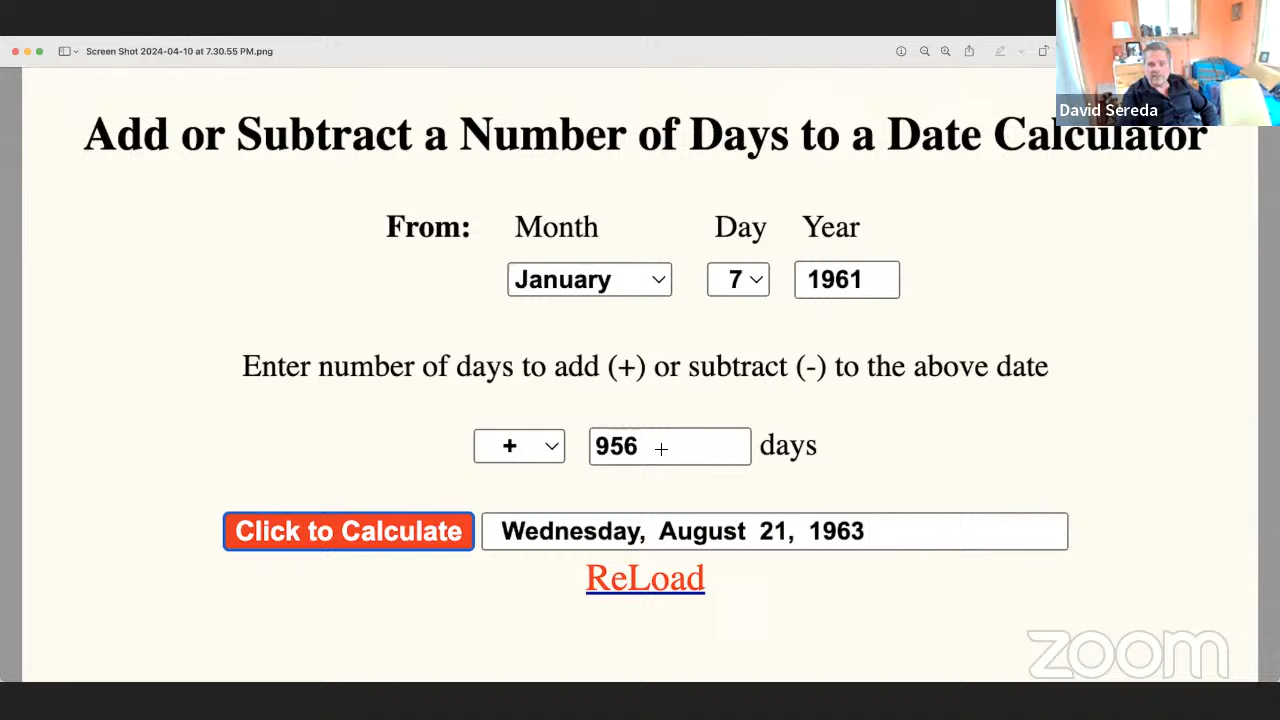 Screen Shot 2024-04-10 at 7.30.55 PM.png
David Sereda
Add or Subtract a Number of Days to a Date Calculator
From: Month Day Year
January 7 1961
Enter number of days to add (+) or subtract (-) to the above date
+ 956 days
Click to Calculate Wednesday, August 21, 1963
ReLoad
zoom